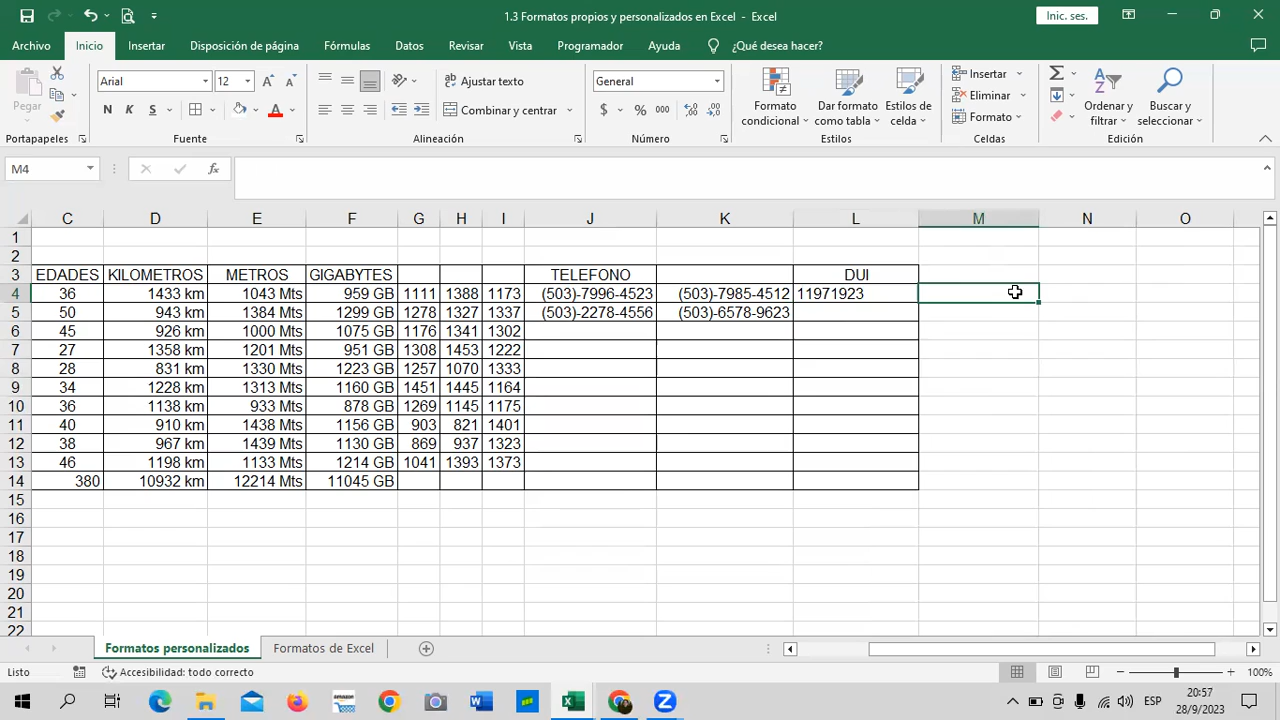 1.3 Formatos propios y personalizados en Excel - Excel
Inic. ses.
Archivo Inicio Insertar Disposición de página Fórmulas Datos Revisar Vista Programador Ayuda ¿Qué desea hacer?
Pegar
Portapapeles
Arial 12
N K S
Fuente
Ajustar texto
Combinar y centrar
Alineación
General
$ % 000
Número
Formato condicional
Dar formato como tabla
Estilos de celda
Estilos
Insertar
Eliminar
Formato
Celdas
Ordenar y filtrar
Buscar y seleccionar
Edición
M4 fx
C D E F G H I J K L M N O
1
2
3 EDADES KILOMETROS METROS GIGABYTES TELEFONO DUI
4 36 1433 km 1043 Mts 959 GB 1111 1388 1173 (503)-7996-4523 (503)-7985-4512 11971923
5 50 943 km 1384 Mts 1299 GB 1278 1327 1337 (503)-2278-4556 (503)-6578-9623
6 45 926 km 1000 Mts 1075 GB 1176 1341 1302
7 27 1358 km 1201 Mts 951 GB 1308 1453 1222
8 28 831 km 1330 Mts 1223 GB 1257 1070 1333
9 34 1228 km 1313 Mts 1160 GB 1451 1445 1164
10 36 1138 km 933 Mts 878 GB 1269 1145 1175
11 40 910 km 1438 Mts 1156 GB 903 821 1401
12 38 967 km 1439 Mts 1130 GB 869 937 1323
13 46 1198 km 1133 Mts 1214 GB 1041 1393 1373
14 380 10932 km 12214 Mts 11045 GB
15
16
17
18
19
20
21
22
Formatos personalizados Formatos de Excel
Listo Accesibilidad: todo correcto 100%
ESP 20:57
28/9/2023